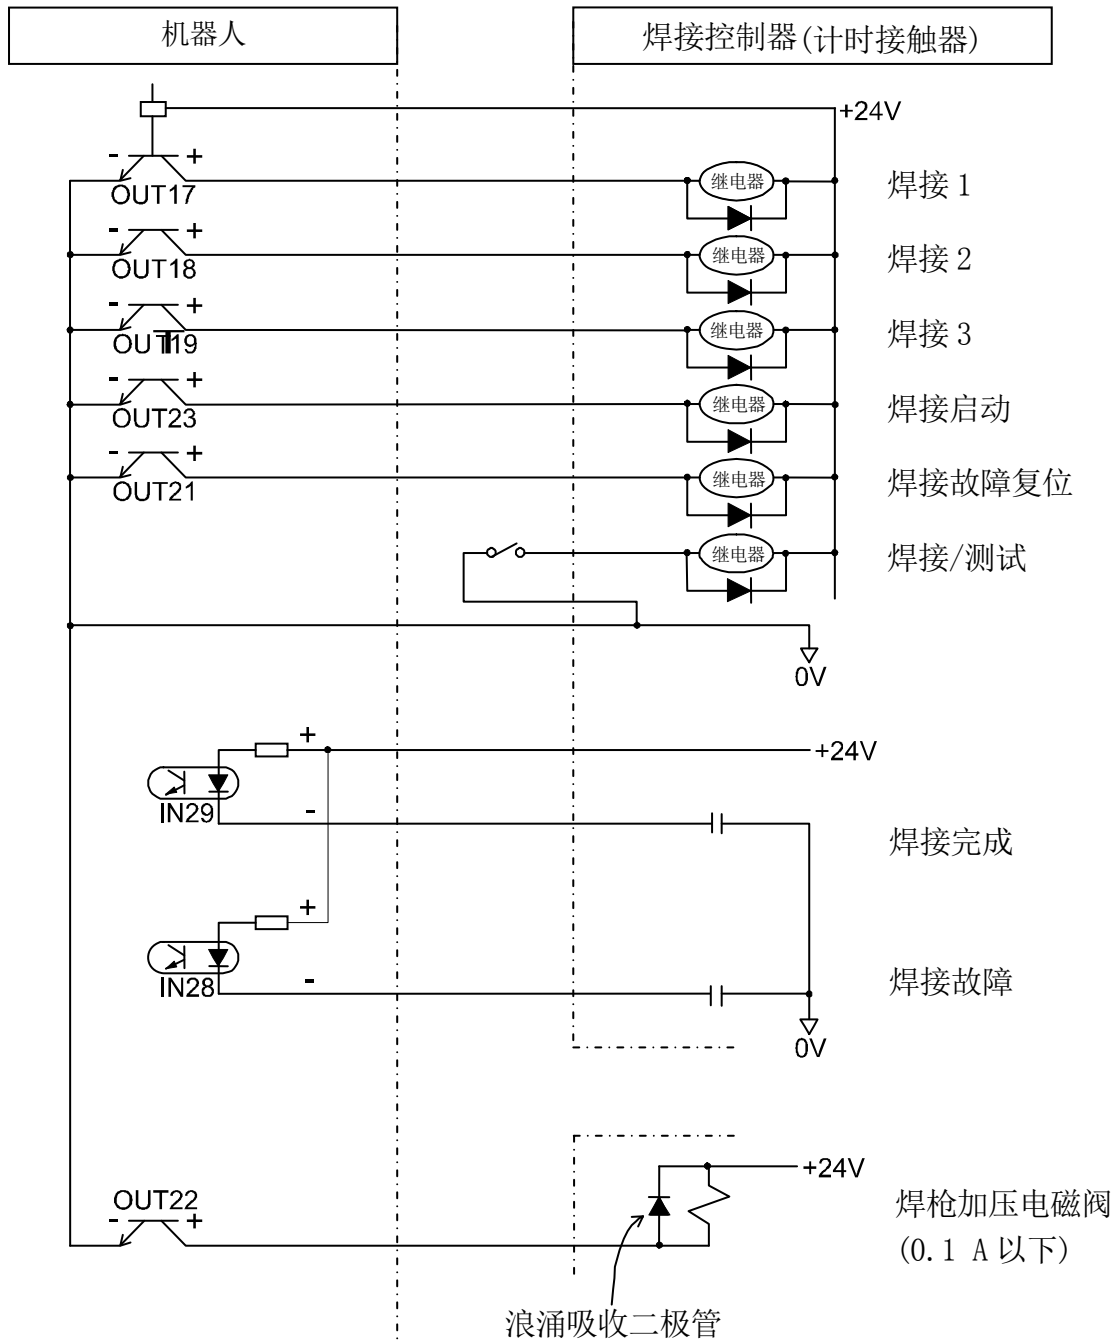 机器人
焊接控制器(计时接触器)
+24V
- +
OUT17
继电器
焊接 1
- +
OUT18
继电器
焊接 2
- +
OUT19
继电器
焊接 3
- +
OUT23
继电器
焊接启动
- +
OUT21
继电器
焊接故障复位
继电器
焊接/测试
0V
+
+24V
IN29
-
焊接完成
+
IN28
-
焊接故障
0V
+24V
OUT22
- +
焊枪加压电磁阀
(0.1 A 以下)
浪涌吸收二极管